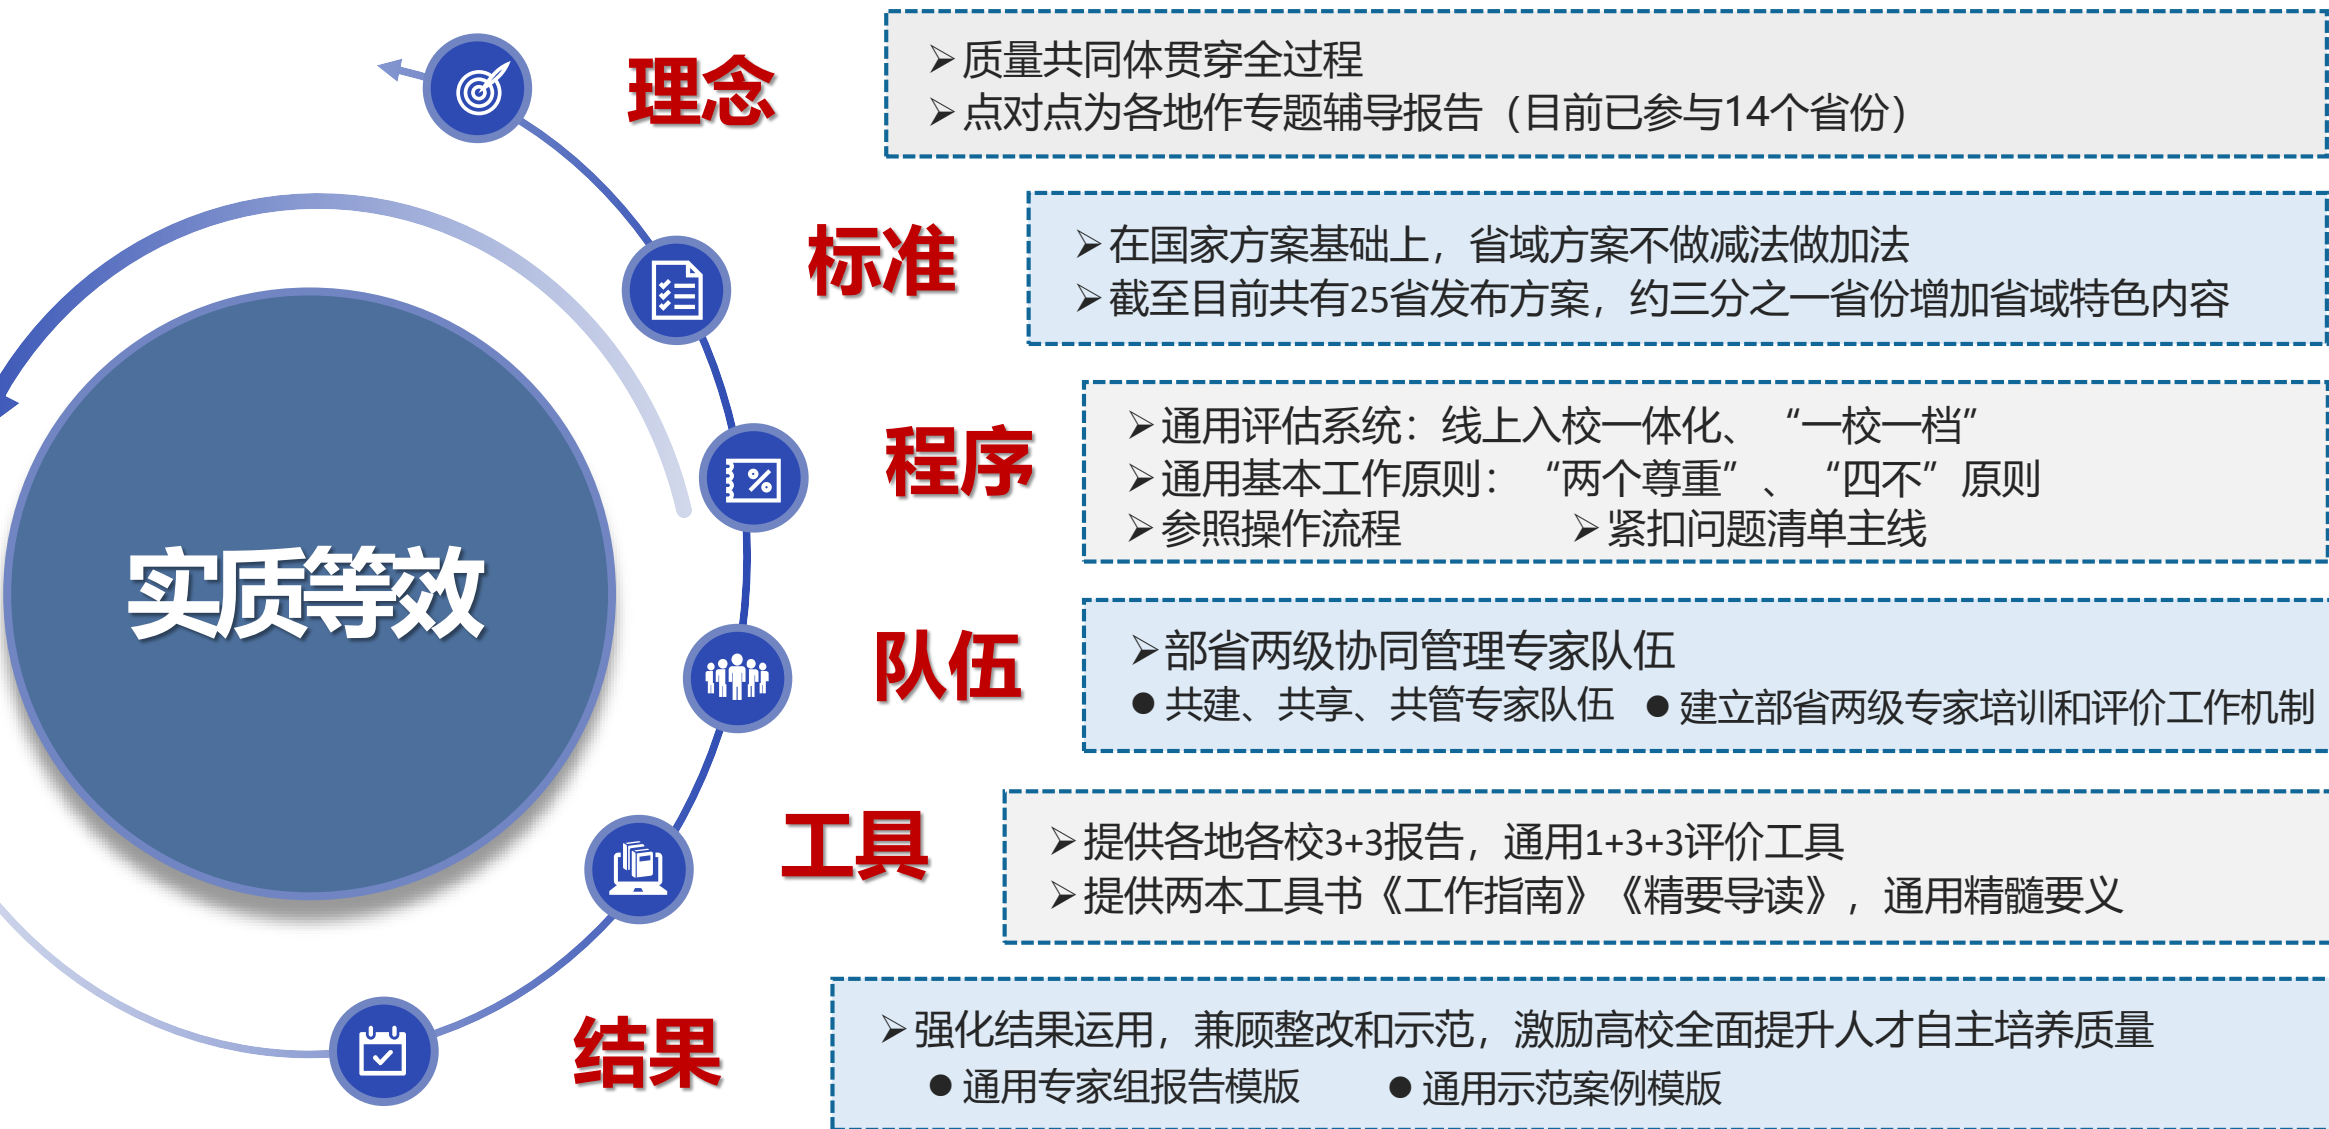 实质等效
理念
➢质量共同体贯穿全过程
➢点对点为各地作专题辅导报告（目前已参与14个省份）
标准
➢在国家方案基础上，省域方案不做减法做加法
➢截至目前共有25省发布方案，约三分之一省份增加省域特色内容
程序
➢通用评估系统：线上入校一体化、“一校一档”
➢通用基本工作原则：“两个尊重”、“四不”原则
➢参照操作流程 ➢紧扣问题清单主线
队伍
➢部省两级协同管理专家队伍
●共建、共享、共管专家队伍 ●建立部省两级专家培训和评价工作机制
工具
➢提供各地各校3+3报告，通用1+3+3评价工具
➢提供两本工具书《工作指南》《精要导读》，通用精髓要义
结果
➢强化结果运用，兼顾整改和示范，激励高校全面提升人才自主培养质量
●通用专家组报告模版 ●通用示范案例模版